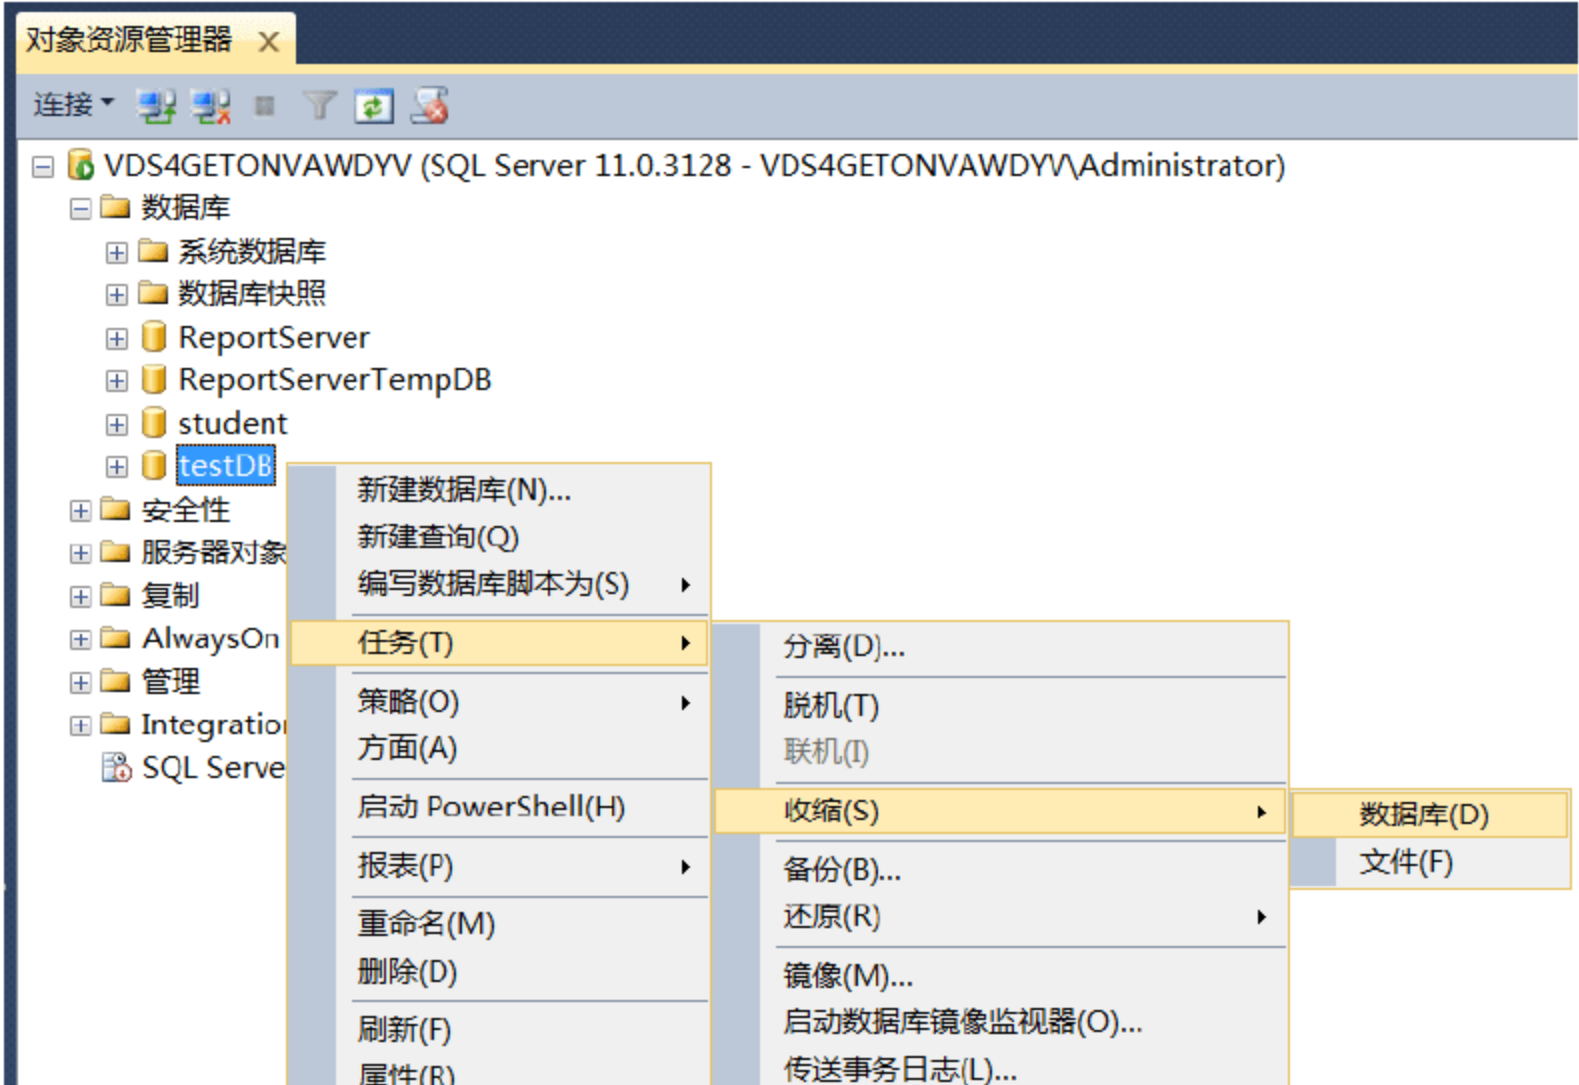 对象资源管理器
连接
VDS4GETONVAWDYV (SQL Server 11.0.3128 - VDS4GETONVAWDYV\Administrator)
数据库
系统数据库
数据库快照
ReportServer
ReportServerTempDB
student
testDB
安全性
服务器对象
复制
AlwaysOn
管理
Integration
SQL Serve
新建数据库(N)...
新建查询(Q)
编写数据库脚本为(S)
任务(T)
策略(O)
方面(A)
启动 PowerShell(H)
报表(P)
重命名(M)
删除(D)
刷新(F)
属性(R)
分离(D)...
脱机(T)
联机(I)
收缩(S)
备份(B)...
还原(R)
镜像(M)...
启动数据库镜像监视器(O)...
传送事务日志(L)...
数据库(D)
文件(F)